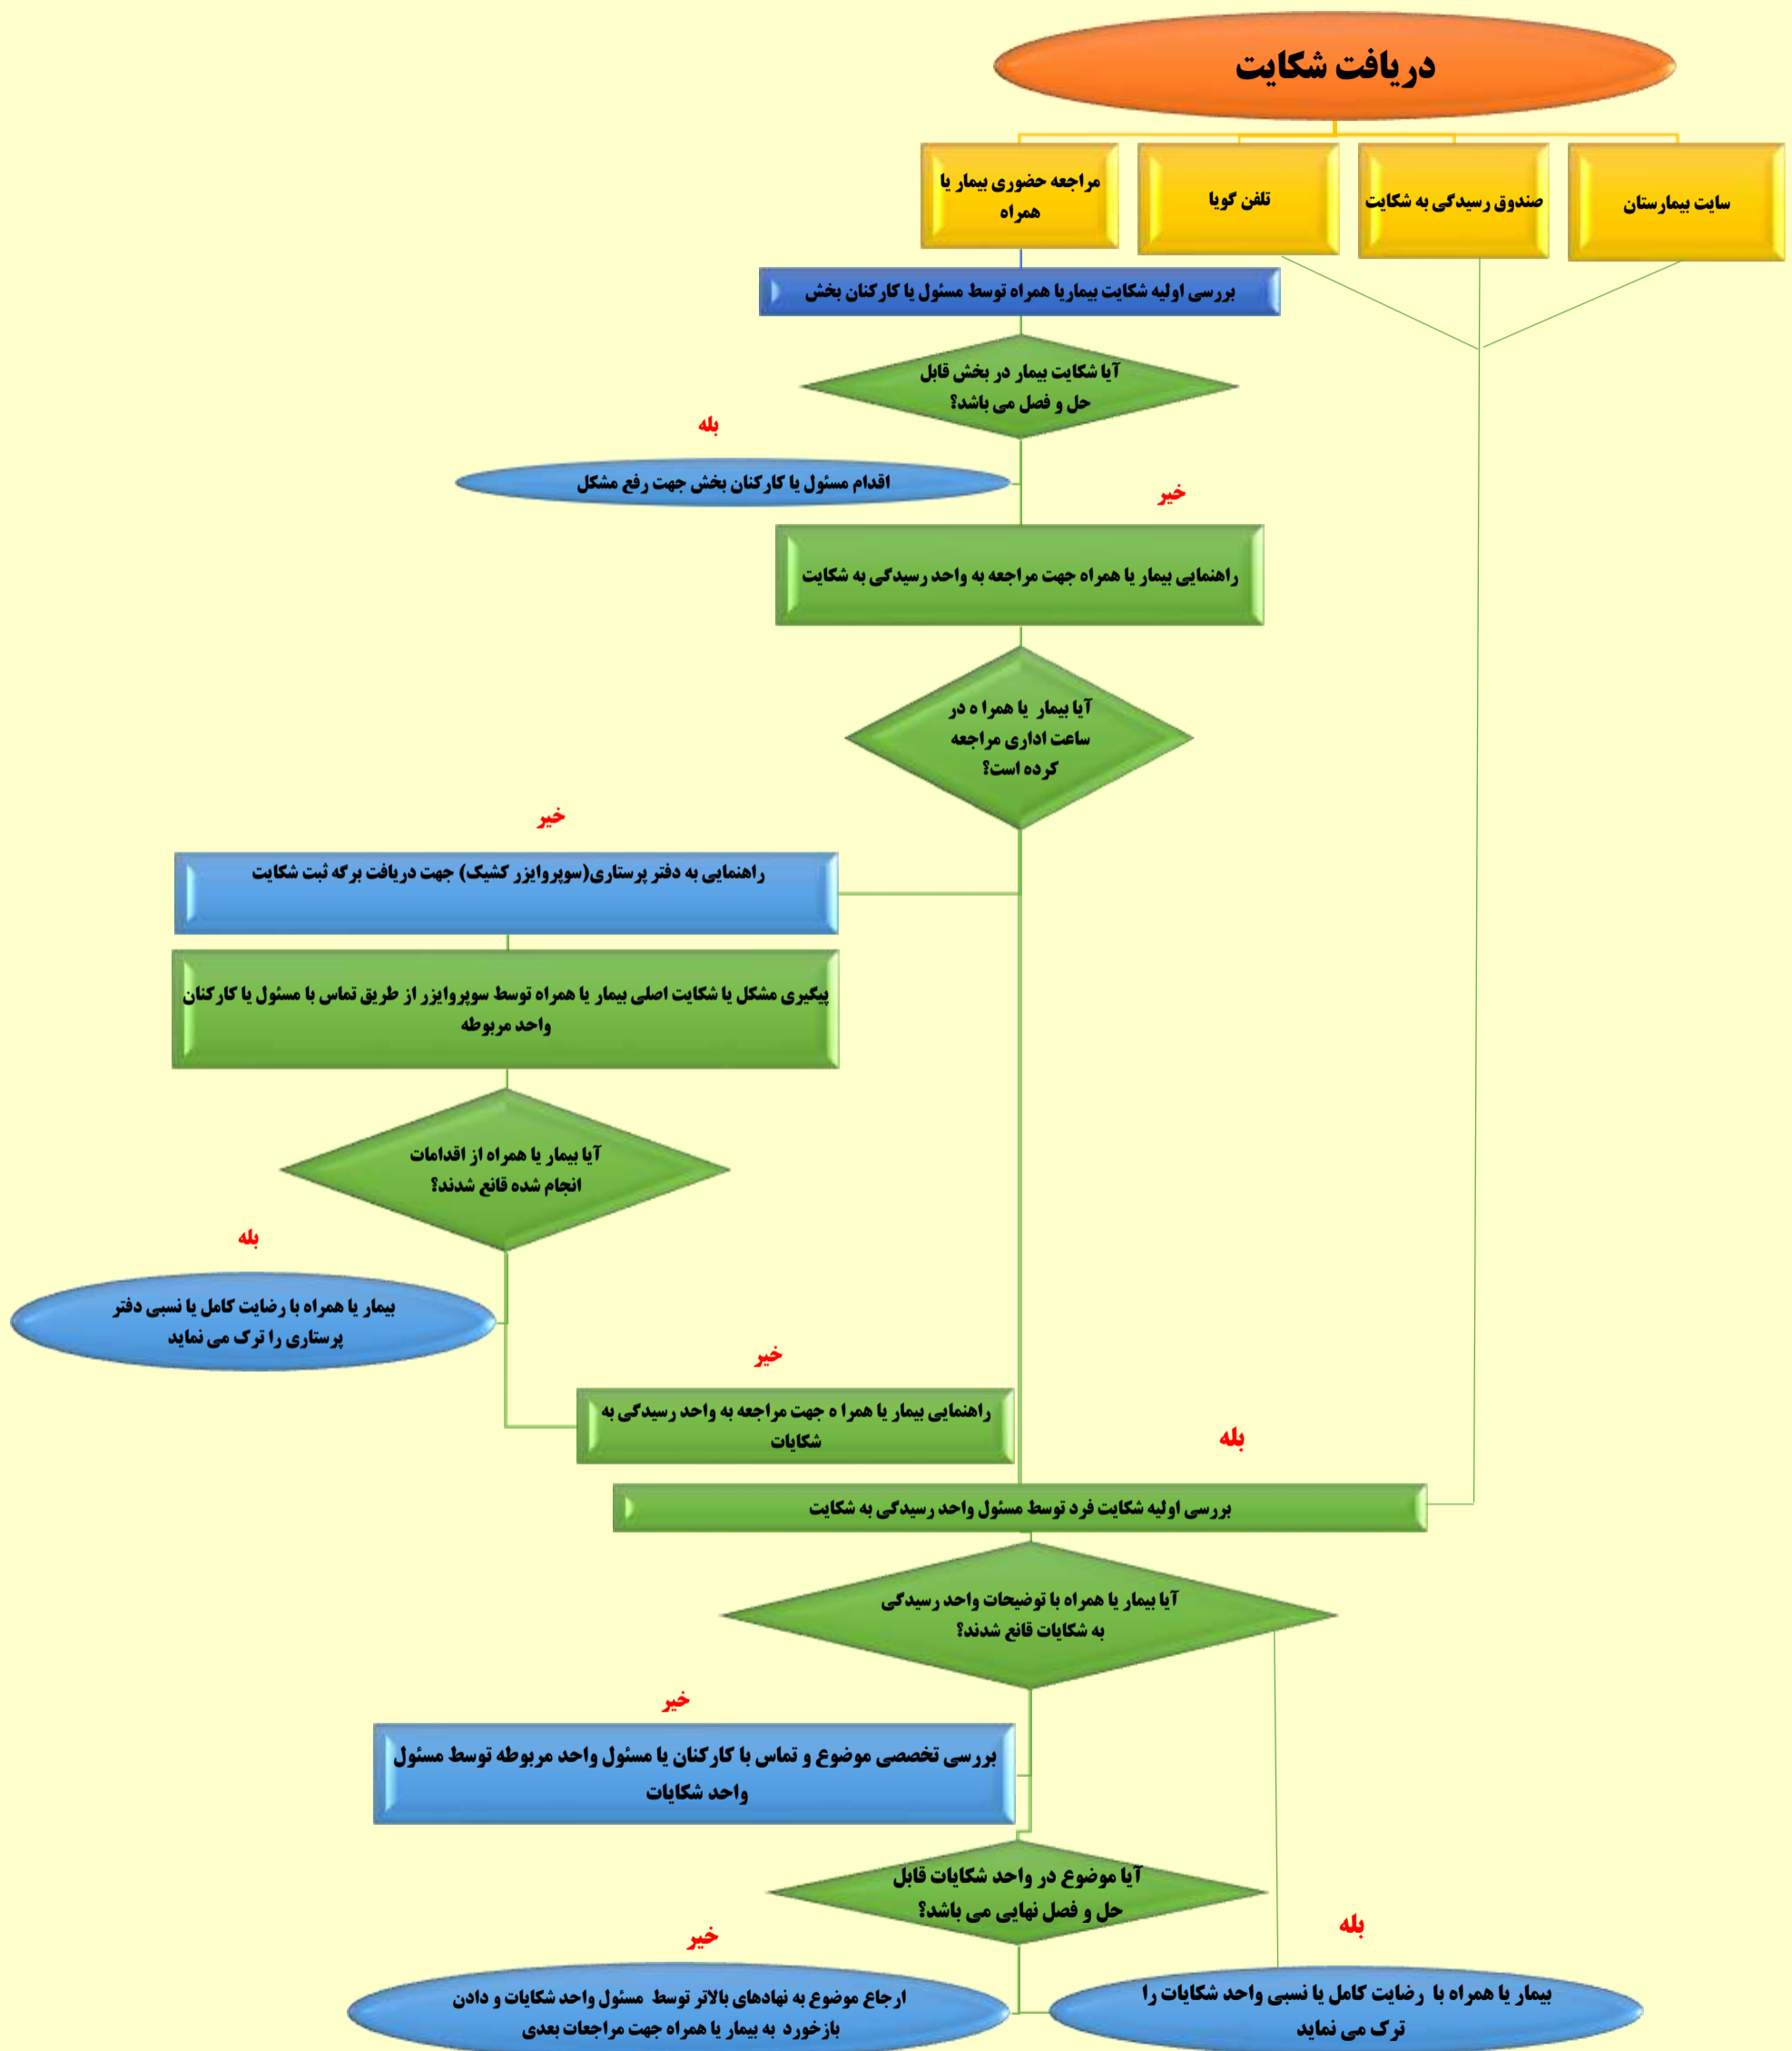 دریافت شکایت
سایت بیمارستان
صندوق رسیدگی به شکایت
تلفن گویا
مراجعه حضوری بیمار یا
همراه
بررسی اولیه شکایت بیماریا همراه توسط مسئول یا کارکنان بخش
آیا شکایت بیمار در بخش قابل
حل و فصل می باشد؟
بله
اقدام مسئول یا کارکنان بخش جهت رفع مشکل
خیر
راهنمایی بیمار یا همراه جهت مراجعه به واحد رسیدگی به شکایت
آیا بیمار یا همرا ه در
ساعت اداری مراجعه
کرده است؟
خیر
راهنمایی به دفتر پرستاری(سوپروایزر کشیک) جهت دریافت برگه ثبت شکایت
پیگیری مشکل یا شکایت اصلی بیمار یا همراه توسط سوپروایزر از طریق تماس با مسئول یا کارکنان
واحد مربوطه
آیا بیمار یا همراه از اقدامات
انجام شده قانع شدند؟
بله
بیمار یا همراه با رضایت کامل یا نسبی دفتر
پرستاری را ترک می نماید
خیر
راهنمایی بیمار یا همرا ه جهت مراجعه به واحد رسیدگی به
شکایات
بله
بررسی اولیه شکایت فرد توسط مسئول واحد رسیدگی به شکایت
آیا بیمار یا همراه با توضیحات واحد رسیدگی
به شکایات قانع شدند؟
خیر
بررسی تخصصی موضوع و تماس با کارکنان یا مسئول واحد مربوطه توسط مسئول
واحد شکایات
آیا موضوع در واحد شکایات قابل
حل و فصل نهایی می باشد؟
بله
بیمار یا همراه با رضایت کامل یا نسبی واحد شکایات را
ترک می نماید
خیر
ارجاع موضوع به نهادهای بالاتر توسط مسئول واحد شکایات و دادن
بازخورد به بیمار یا همراه جهت مراجعات بعدی